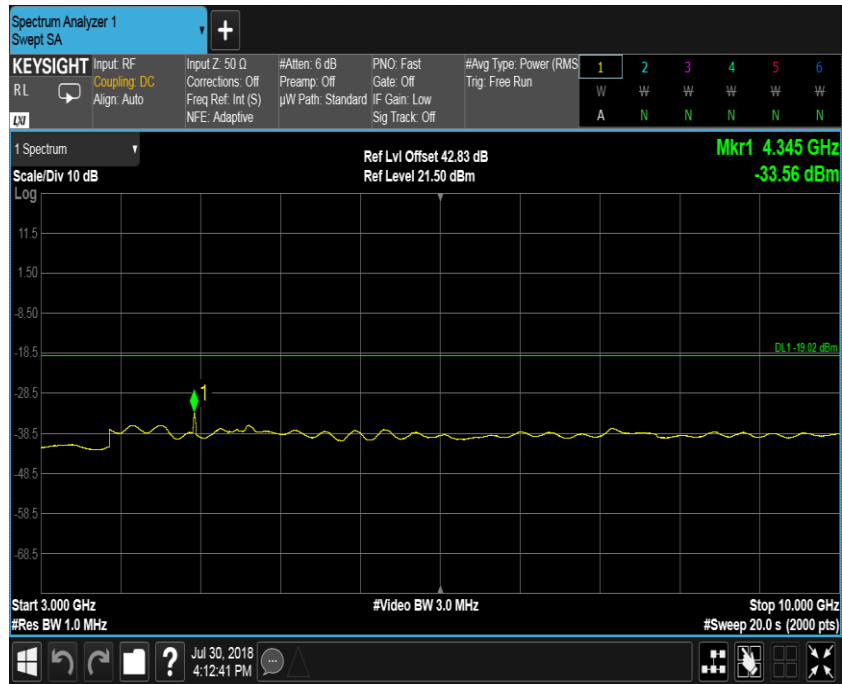 Spectrum Analyzer 1
Swept SA
+
KEYSIGHT
RL
LXI
Input: RF
Coupling: DC
Align: Auto
Input Z: 50 Ω
Corrections: Off
Freq Ref: Int (S)
NFE: Adaptive
#Atten: 6 dB
Preamp: Off
µW Path: Standard
PNO: Fast
Gate: Off
IF Gain: Low
Sig Track: Off
#Avg Type: Power (RMS
Trig: Free Run
1 2 3 4 5 6
W W W W W W
A N N N N N
1 Spectrum
Scale/Div 10 dB
Ref Lvl Offset 42.83 dB
Ref Level 21.50 dBm
Mkr1 4.345 GHz
-33.56 dBm
Log
11.5
1.50
-8.50
-18.5
DL1 -19.02 dBm
-28.5
1
-38.5
-48.5
-58.5
-68.5
Start 3.000 GHz
#Video BW 3.0 MHz
Stop 10.000 GHz
#Res BW 1.0 MHz
#Sweep 20.0 s (2000 pts)
?
Jul 30, 2018
4:12:41 PM